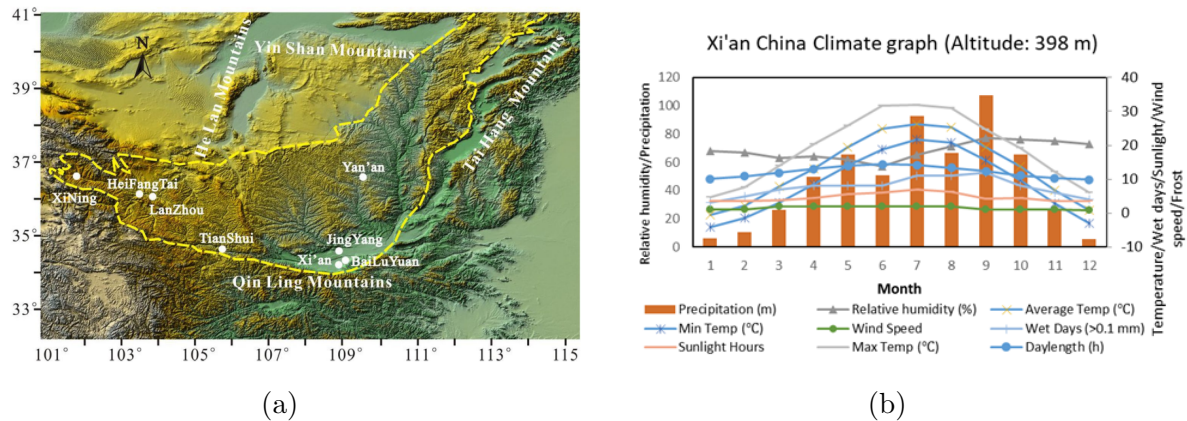 41°
39°
37°
35°
33°
101°
103°
105°
107°
109°
111°
113°
115°
N
He Lan Mountains
Yin Shan Mountains
Tai Hang Mountains
Yan'an
HeiFangTai
XiNing
LanZhou
TianShui
JingYang
Xi'an
BaiLuYuan
Qin Ling Mountains
(a)
Xi'an China Climate graph (Altitude: 398 m)
Relative humidity/Precipitation
120
100
80
60
40
20
0
40
30
20
10
0
-10
Temperature/Wet days/Sunlight/Wind
speed/Frost
1 2 3 4 5 6 7 8 9 10 11 12
Month
Precipitation (m)
Relative humidity (%)
Average Temp (°C)
Min Temp (°C)
Wind Speed
Wet Days (>0.1 mm)
Sunlight Hours
Max Temp (°C)
Daylength (h)
(b)